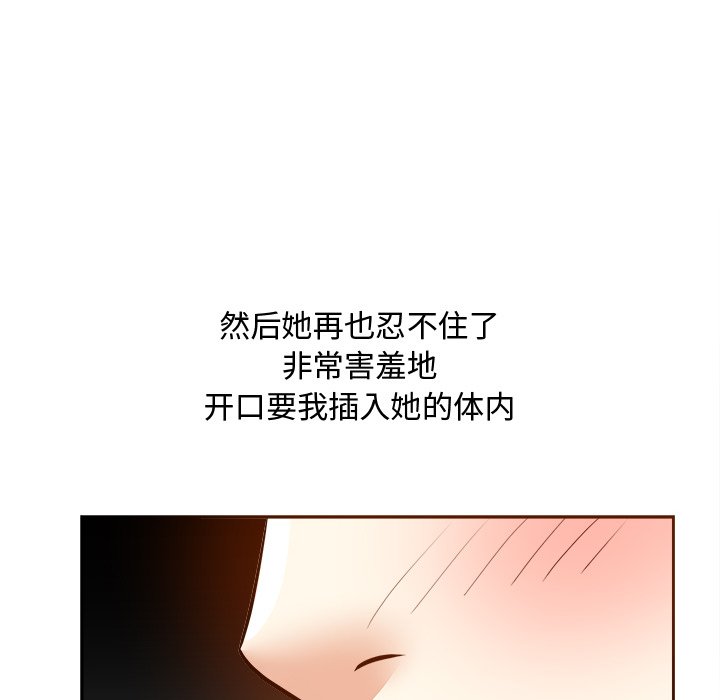 然后她再也忍不住了
非常害羞地
开口要我插入她的体内